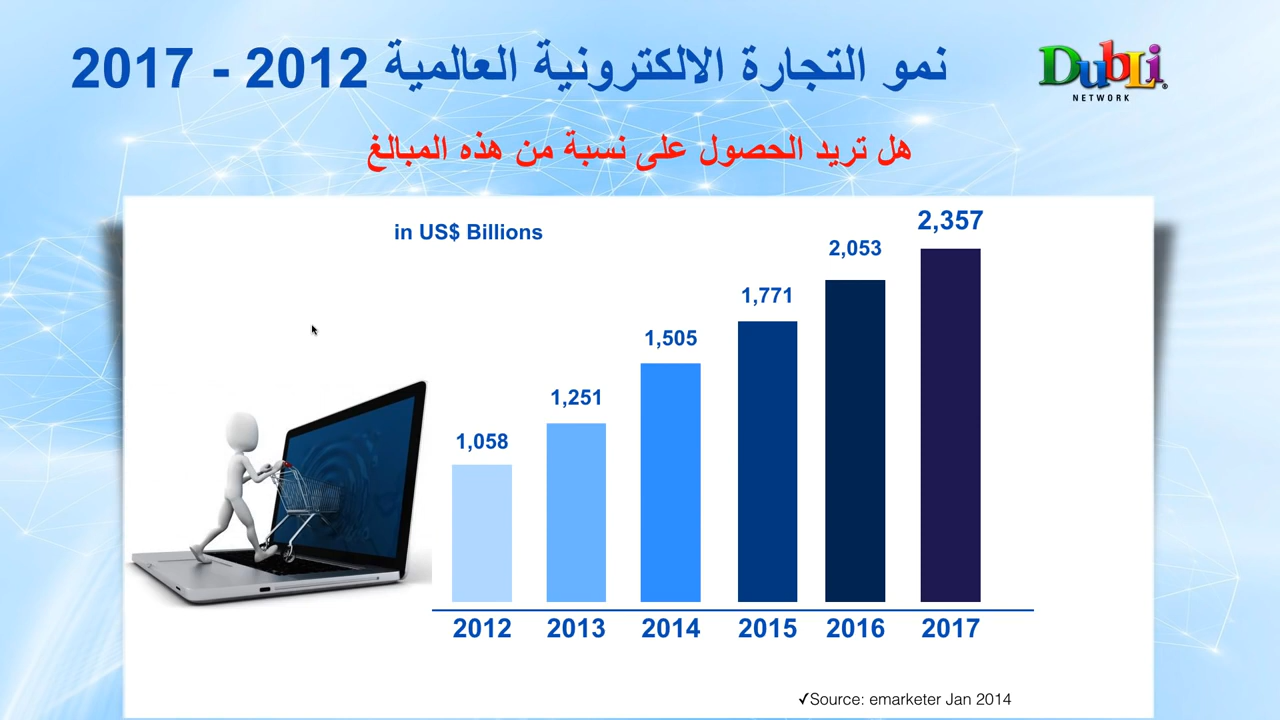 نمو التجارة الالكترونية العالمية 2012 - 2017
DubLi®
NETWORK
هل تريد الحصول على نسبة من هذه المبالغ
in US$ Billions
1,058
1,251
1,505
1,771
2,053
2,357
2012 2013 2014 2015 2016 2017
✓Source: emarketer Jan 2014